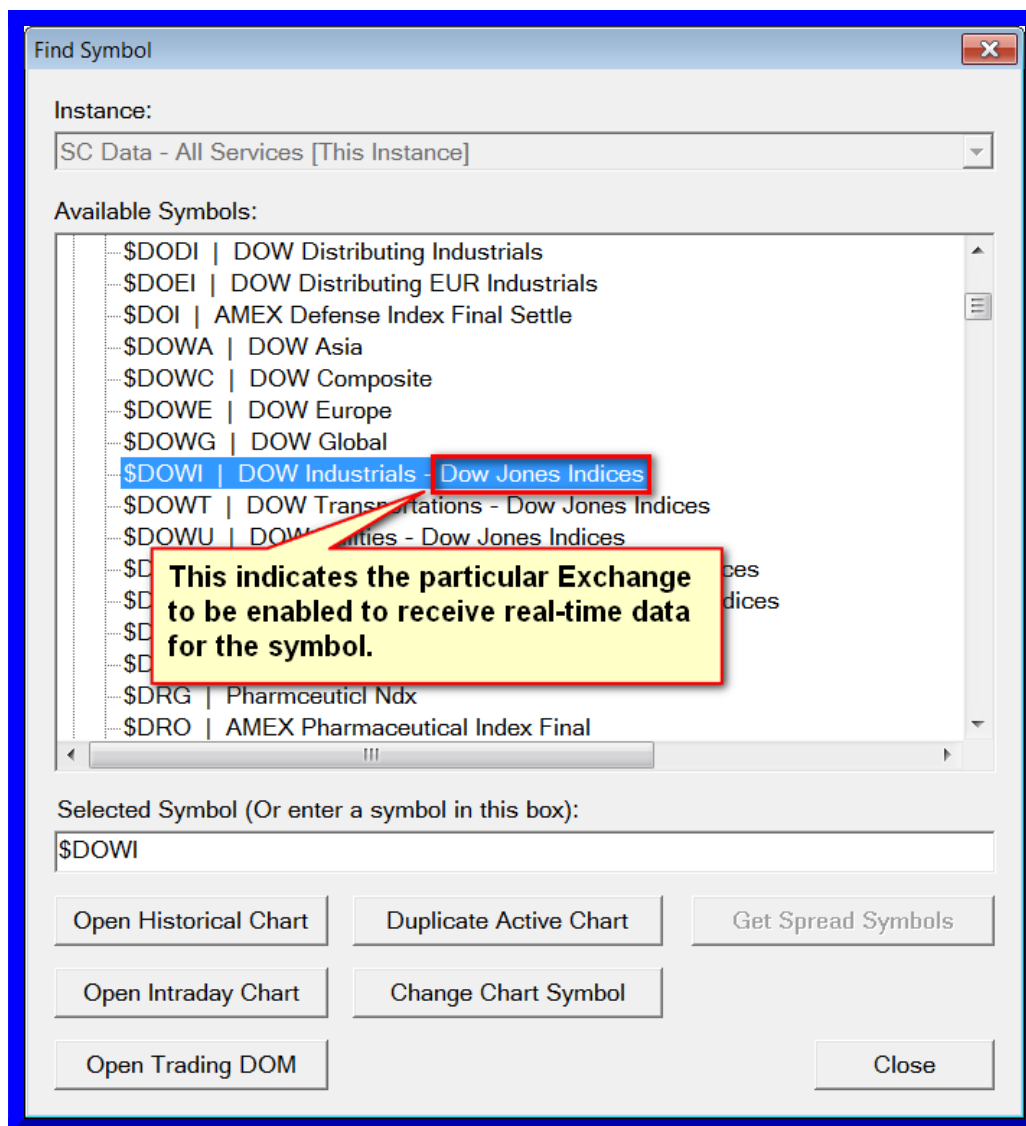 Find Symbol
Instance:
SC Data - All Services [This Instance]
Available Symbols:
$DODI | DOW Distributing Industrials
$DOEI | DOW Distributing EUR Industrials
$DOI | AMEX Defense Index Final Settle
$DOWA | DOW Asia
$DOWC | DOW Composite
$DOWE | DOW Europe
$DOWG | DOW Global
$DOWI | DOW Industrials - Dow Jones Indices
$DOWT | DOW Transportations - Dow Jones Indices
$DOWU | DOW Utilities - Dow Jones Indices
This indicates the particular Exchange
to be enabled to receive real-time data
for the symbol.
$DRG | Pharmceuticl Ndx
$DRO | AMEX Pharmaceutical Index Final
Selected Symbol (Or enter a symbol in this box):
$DOWI
Open Historical Chart Duplicate Active Chart Get Spread Symbols
Open Intraday Chart Change Chart Symbol
Open Trading DOM Close